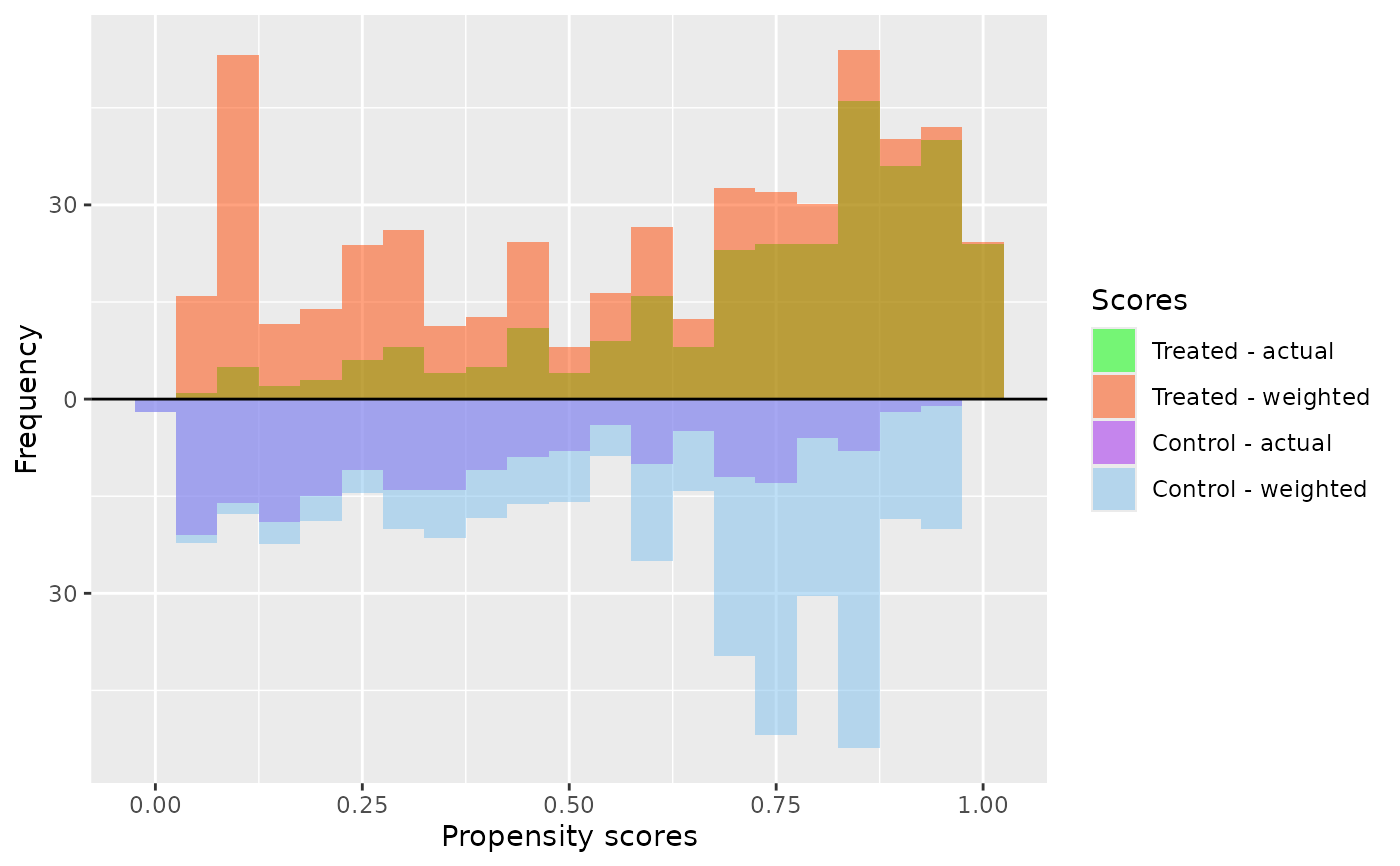 Frequency
30
0
30
0.00
0.25
0.50
0.75
1.00
Propensity scores
Scores
Treated - actual
Treated - weighted
Control - actual
Control - weighted